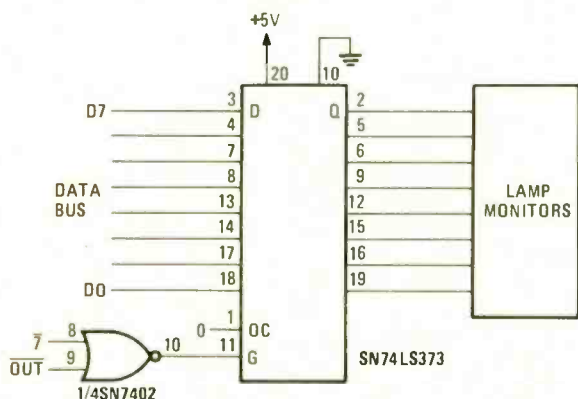 +5V
20
10
D7
3
D
Q
2
4
5
7
6
DATA
BUS
8
9
13
12
14
15
17
16
D0
18
19
LAMP
MONITORS
1
0
OC
7
8
10
11
G
OUT
9
SN74LS373
1/4SN7402